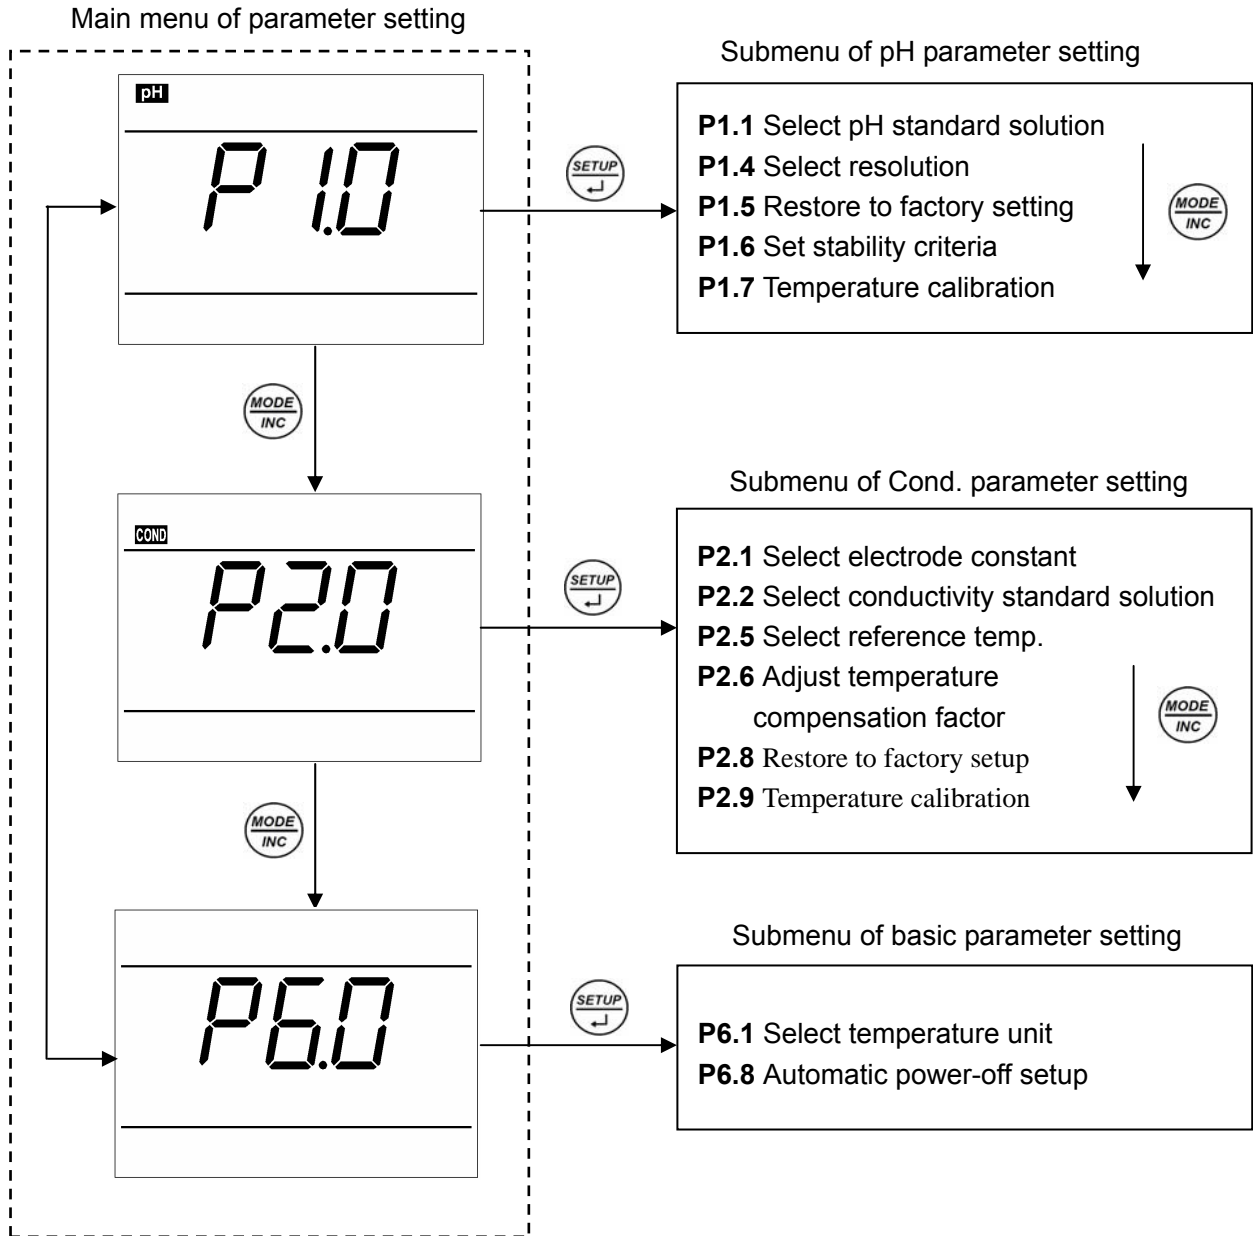 Main menu of parameter setting
pH
P1.0
SETUP
MODE
INC
Submenu of pH parameter setting
P1.1 Select pH standard solution
P1.4 Select resolution
P1.5 Restore to factory setting
P1.6 Set stability criteria
P1.7 Temperature calibration
MODE
INC
COND
P2.0
SETUP
MODE
INC
Submenu of Cond. parameter setting
P2.1 Select electrode constant
P2.2 Select conductivity standard solution
P2.5 Select reference temp.
P2.6 Adjust temperature
compensation factor
P2.8 Restore to factory setup
P2.9 Temperature calibration
MODE
INC
P6.0
SETUP
Submenu of basic parameter setting
P6.1 Select temperature unit
P6.8 Automatic power-off setup